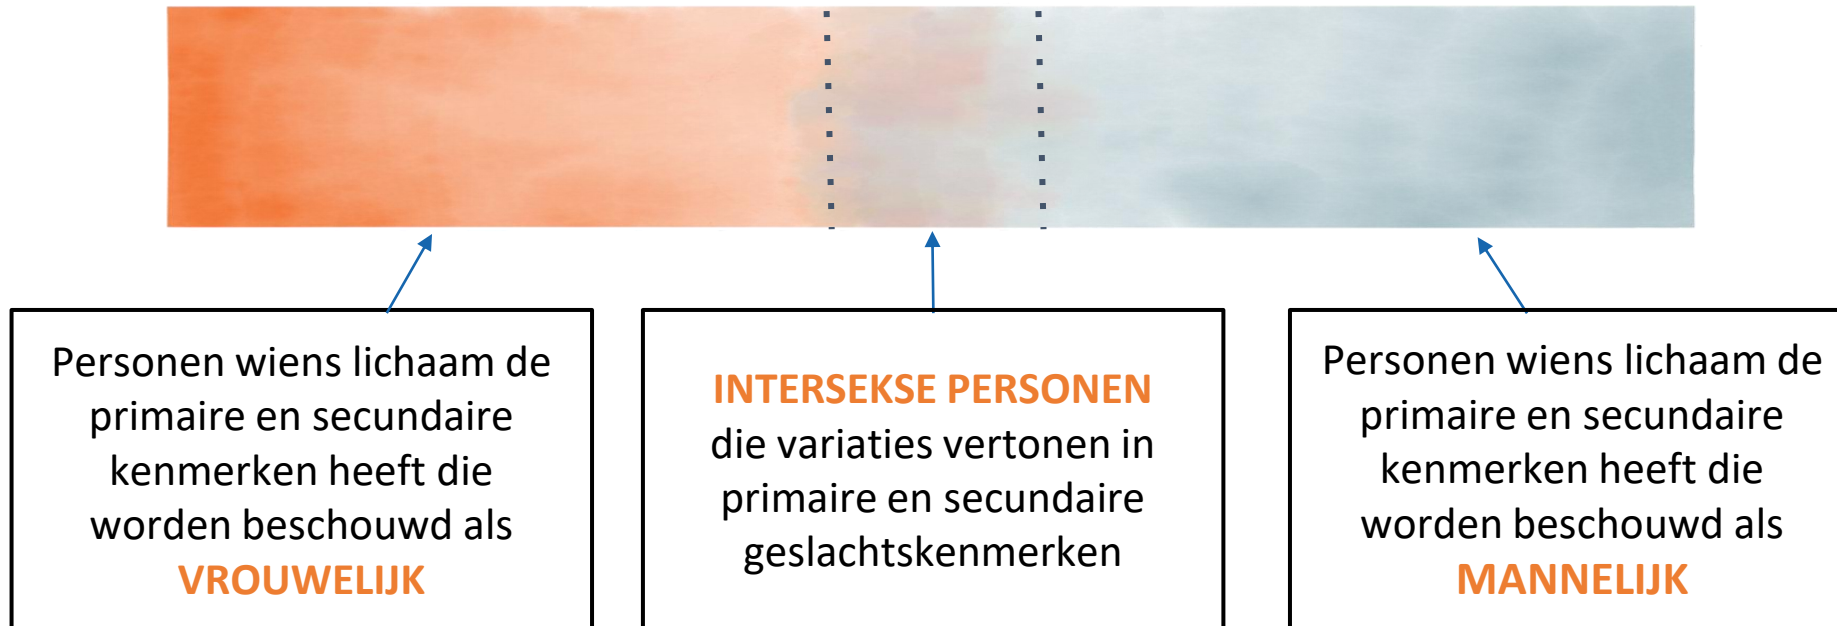 Personen wiens lichaam de
primaire en secundaire
kenmerken heeft die
worden beschouwd als
VROUWELIJK
INTERSEKSE PERSONEN
die variaties vertonen in
primaire en secundaire
geslachtskenmerken
Personen wiens lichaam de
primaire en secundaire
kenmerken heeft die
worden beschouwd als
MANNELIJK